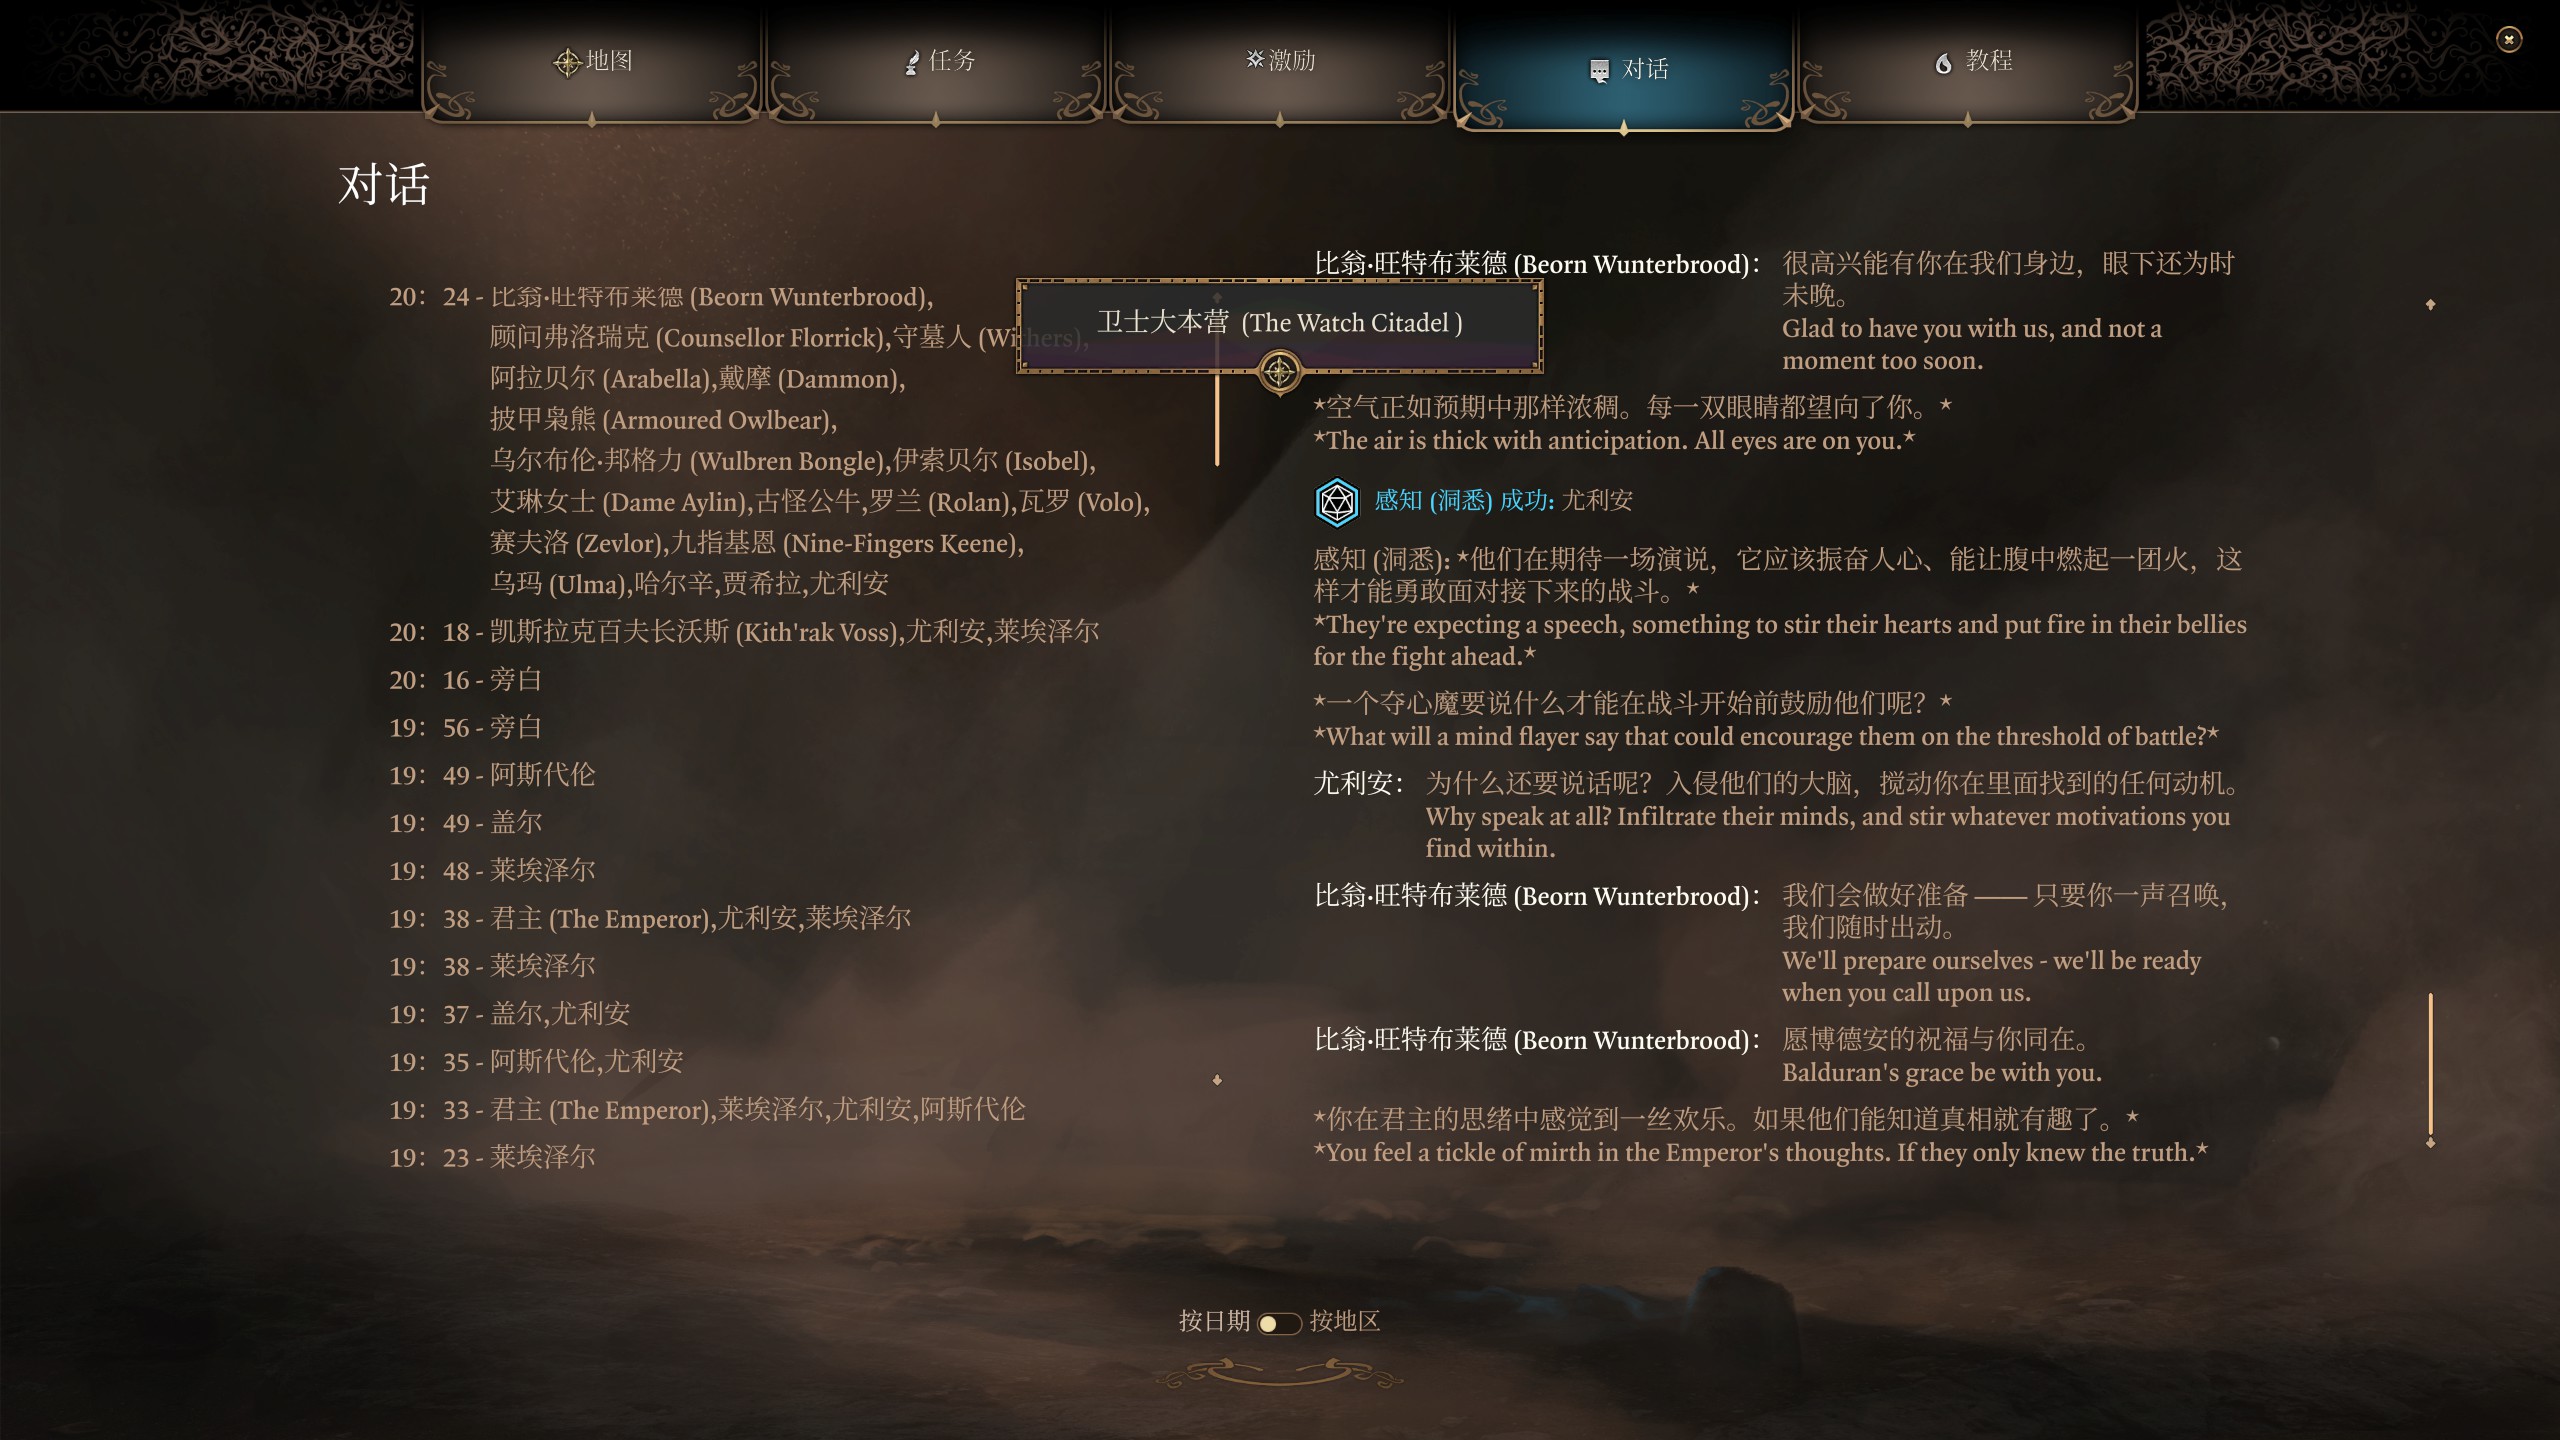 地图
任务
激励
对话
教程
对话
20：24 - 比翁·旺特布莱德 (Beorn Wunterbrood),
顾问弗洛瑞克 (Counsellor Florrick),守墓人 (Withers),
阿拉贝尔 (Arabella),戴摩 (Dammon),
披甲枭熊 (Armoured Owlbear),
乌尔布伦·邦格力 (Wulbren Bongle),伊索贝尔 (Isobel),
艾琳女士 (Dame Aylin),古怪公牛,罗兰 (Rolan),瓦罗 (Volo),
赛夫洛 (Zevlor),九指基恩 (Nine-Fingers Keene),
乌玛 (Ulma),哈尔辛,贾希拉,尤利安
20：18 - 凯斯拉克百夫长沃斯 (Kith'rak Voss),尤利安,莱埃泽尔
20：16 - 旁白
19：56 - 旁白
19：49 - 阿斯代伦
19：49 - 盖尔
19：48 - 莱埃泽尔
19：38 - 君主 (The Emperor),尤利安,莱埃泽尔
19：38 - 莱埃泽尔
19：37 - 盖尔,尤利安
19：35 - 阿斯代伦,尤利安
19：33 - 君主 (The Emperor),莱埃泽尔,尤利安,阿斯代伦
19：23 - 莱埃泽尔
卫士大本营 (The Watch Citadel )
比翁·旺特布莱德 (Beorn Wunterbrood)： 很高兴能有你在我们身边，眼下还为时
未晚。
Glad to have you with us, and not a
moment too soon.
*空气正如预期中那样浓稠。每一双眼睛都望向了你。*
*The air is thick with anticipation. All eyes are on you.*
感知 (洞悉) 成功: 尤利安
感知 (洞悉): *他们在期待一场演说，它应该振奋人心、能让腹中燃起一团火，这
样才能勇敢面对接下来的战斗。*
*They're expecting a speech, something to stir their hearts and put fire in their bellies
for the fight ahead.*
*一个夺心魔要说什么才能在战斗开始前鼓励他们呢？*
*What will a mind flayer say that could encourage them on the threshold of battle?*
尤利安： 为什么还要说话呢？入侵他们的大脑，搅动你在里面找到的任何动机。
Why speak at all? Infiltrate their minds, and stir whatever motivations you
find within.
比翁·旺特布莱德 (Beorn Wunterbrood)： 我们会做好准备 —— 只要你一声召唤，
我们随时出动。
We'll prepare ourselves - we'll be ready
when you call upon us.
比翁·旺特布莱德 (Beorn Wunterbrood)： 愿博德安的祝福与你同在。
Balduran's grace be with you.
*你在君主的思绪中感觉到一丝欢乐。如果他们能知道真相就有趣了。*
*You feel a tickle of mirth in the Emperor's thoughts. If they only knew the truth.*
按日期 按地区